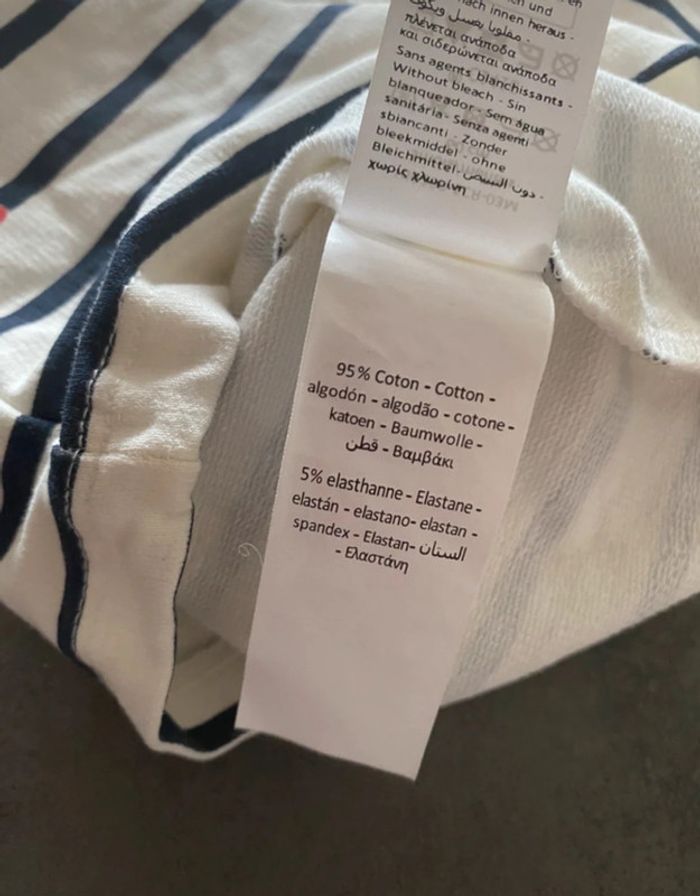 ch und
nach innen heraus -
مقلوبا يغسل ويكوى -
πλένεται ανάποδα
και σιδερώνεται ανάποδα
Sans agents blanchissants -
Without bleach - Sin
blanqueador - Sem água
sanitária - Senza agenti
sbiancanti - Zonder
bleekmiddel - ohne
Bleichmittel - دون التبييض -
χωρίς χλωρίνη
95% Coton - Cotton -
algodón - algodão - cotone -
katoen - Baumwolle -
قطن - Βαμβάκι
5% elasthanne - Elastane -
elastán - elastano- elastan -
spandex - Elastan- الستان
- Ελαστάνη